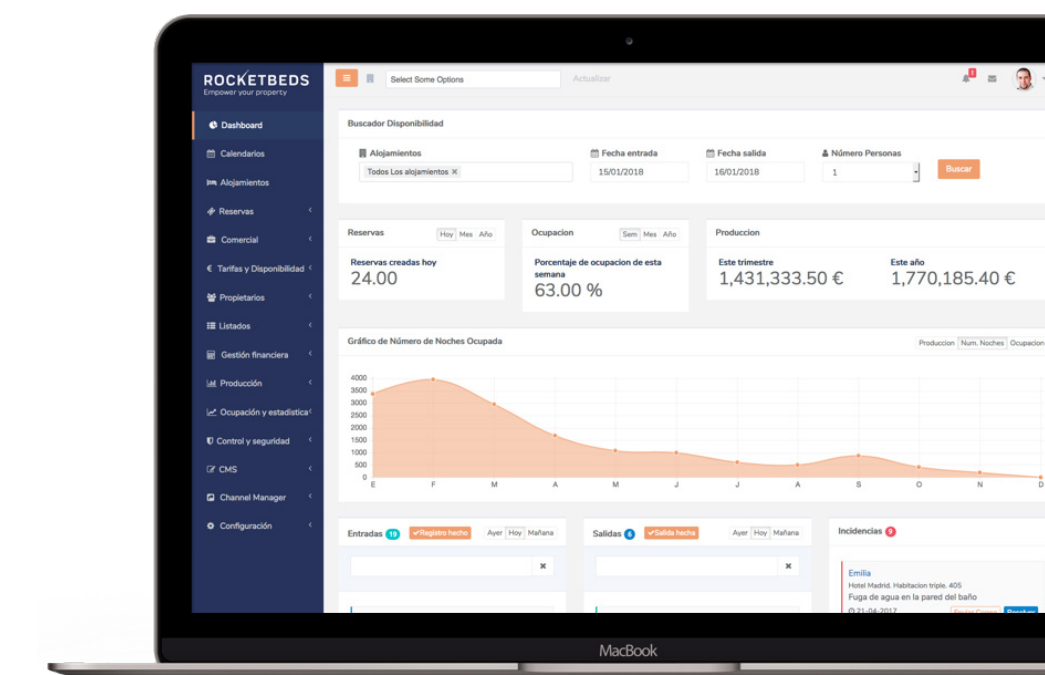 ROCKETBEDS
Empower your property
Select Some Options
Actualizar
1
Dashboard
Calendarios
Alojamientos
Reservas
Comercial
Tarifas y Disponibilidad
Propietarios
Listados
Gestión financiera
Producción
Ocupación y estadistica
Control y seguridad
CMS
Channel Manager
Configuración
Buscador Disponibilidad
Alojamientos
Fecha entrada
Fecha salida
Número Personas
Todos Los alojamientos
15/01/2018
16/01/2018
1
Buscar
Reservas
Hoy Mes Año
Reservas creadas hoy
24.00
Ocupacion
Sem Mes Año
Porcentaje de ocupacion de esta
semana
63.00 %
Produccion
Este trimestre
1,431,333.50 €
Este año
1,770,185.40 €
Gráfico de Número de Noches Ocupada
Produccion Num. Noches Ocupacion
4000
3500
3000
2500
2000
1500
1000
500
0
E F M A M J J A S O N D
Entradas 19
Registro hecho
Ayer Hoy Mañana
Salidas 6
Salida hecha
Ayer Hoy Mañana
Incidencias 9
Emilia
Hotel Madrid. Habitacion triple. 405
Fuga de agua en la pared del baño
21-04-2017
MacBook